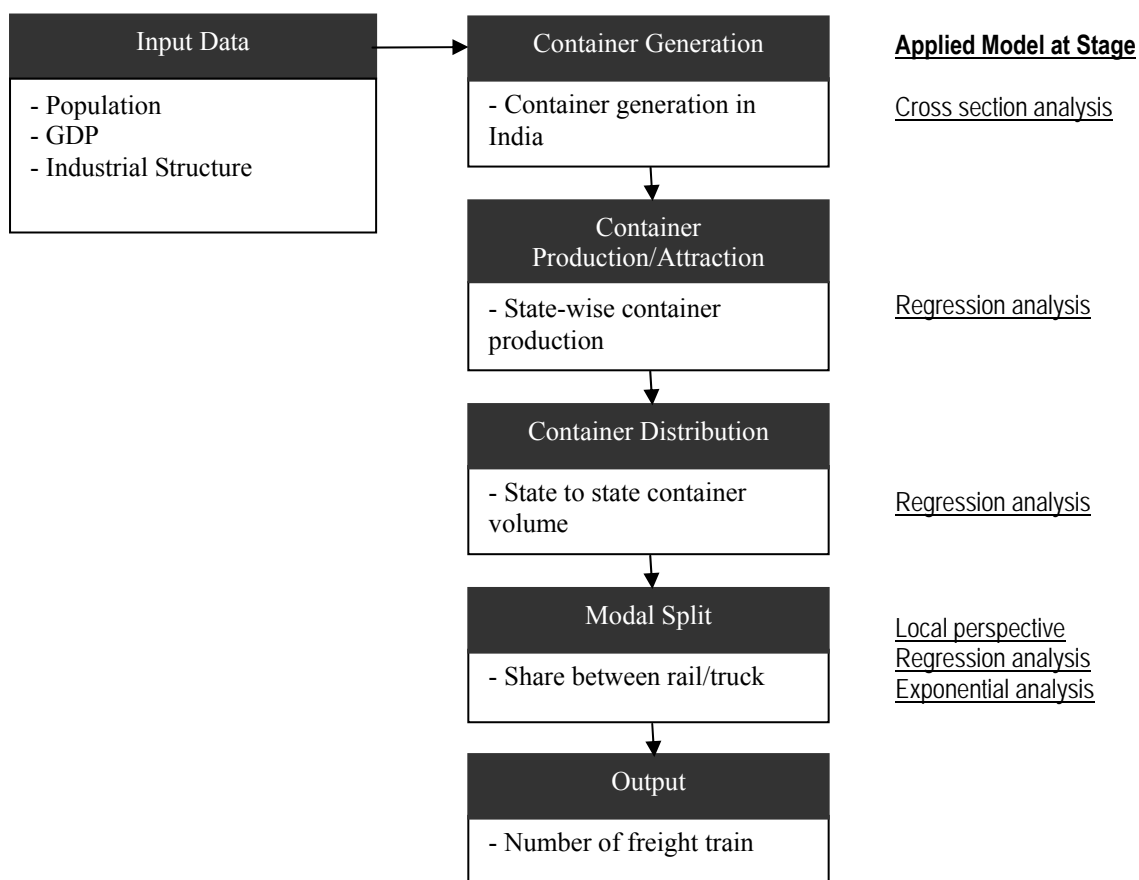 Input Data
- Population
- GDP
- Industrial Structure
Container Generation
- Container generation in
India
Applied Model at Stage
Cross section analysis
Container
Production/Attraction
- State-wise container
production
Regression analysis
Container Distribution
- State to state container
volume
Regression analysis
Modal Split
- Share between rail/truck
Local perspective
Regression analysis
Exponential analysis
Output
- Number of freight train